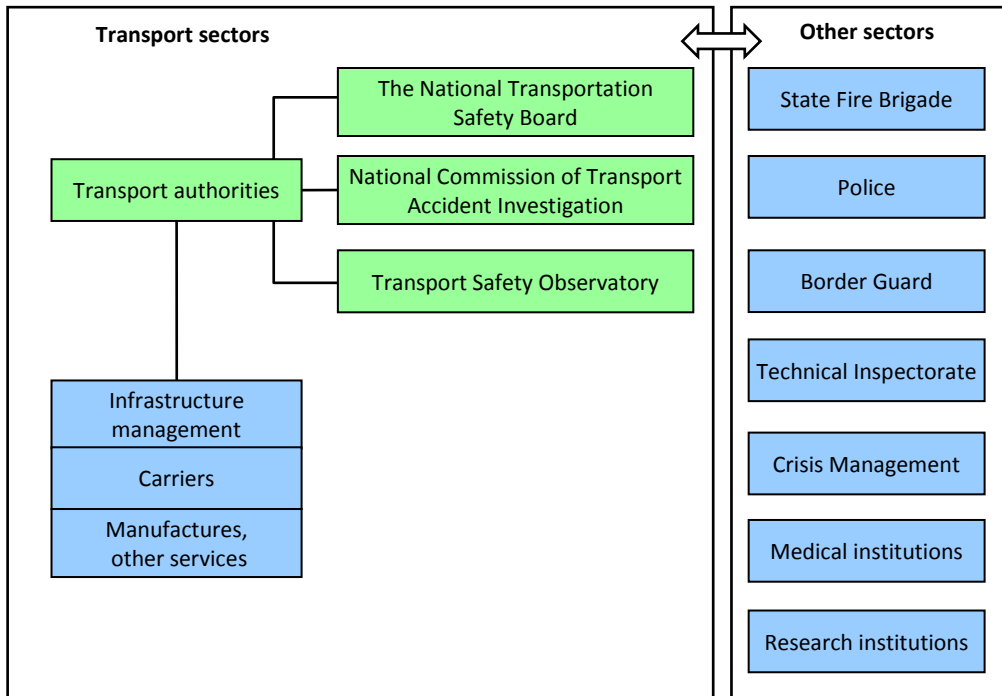 Transport sectors
The National Transportation
Safety Board
Transport authorities
National Commission of Transport
Accident Investigation
Transport Safety Observatory
Infrastructure
management
Carriers
Manufactures,
other services
Other sectors
State Fire Brigade
Police
Border Guard
Technical Inspectorate
Crisis Management
Medical institutions
Research institutions